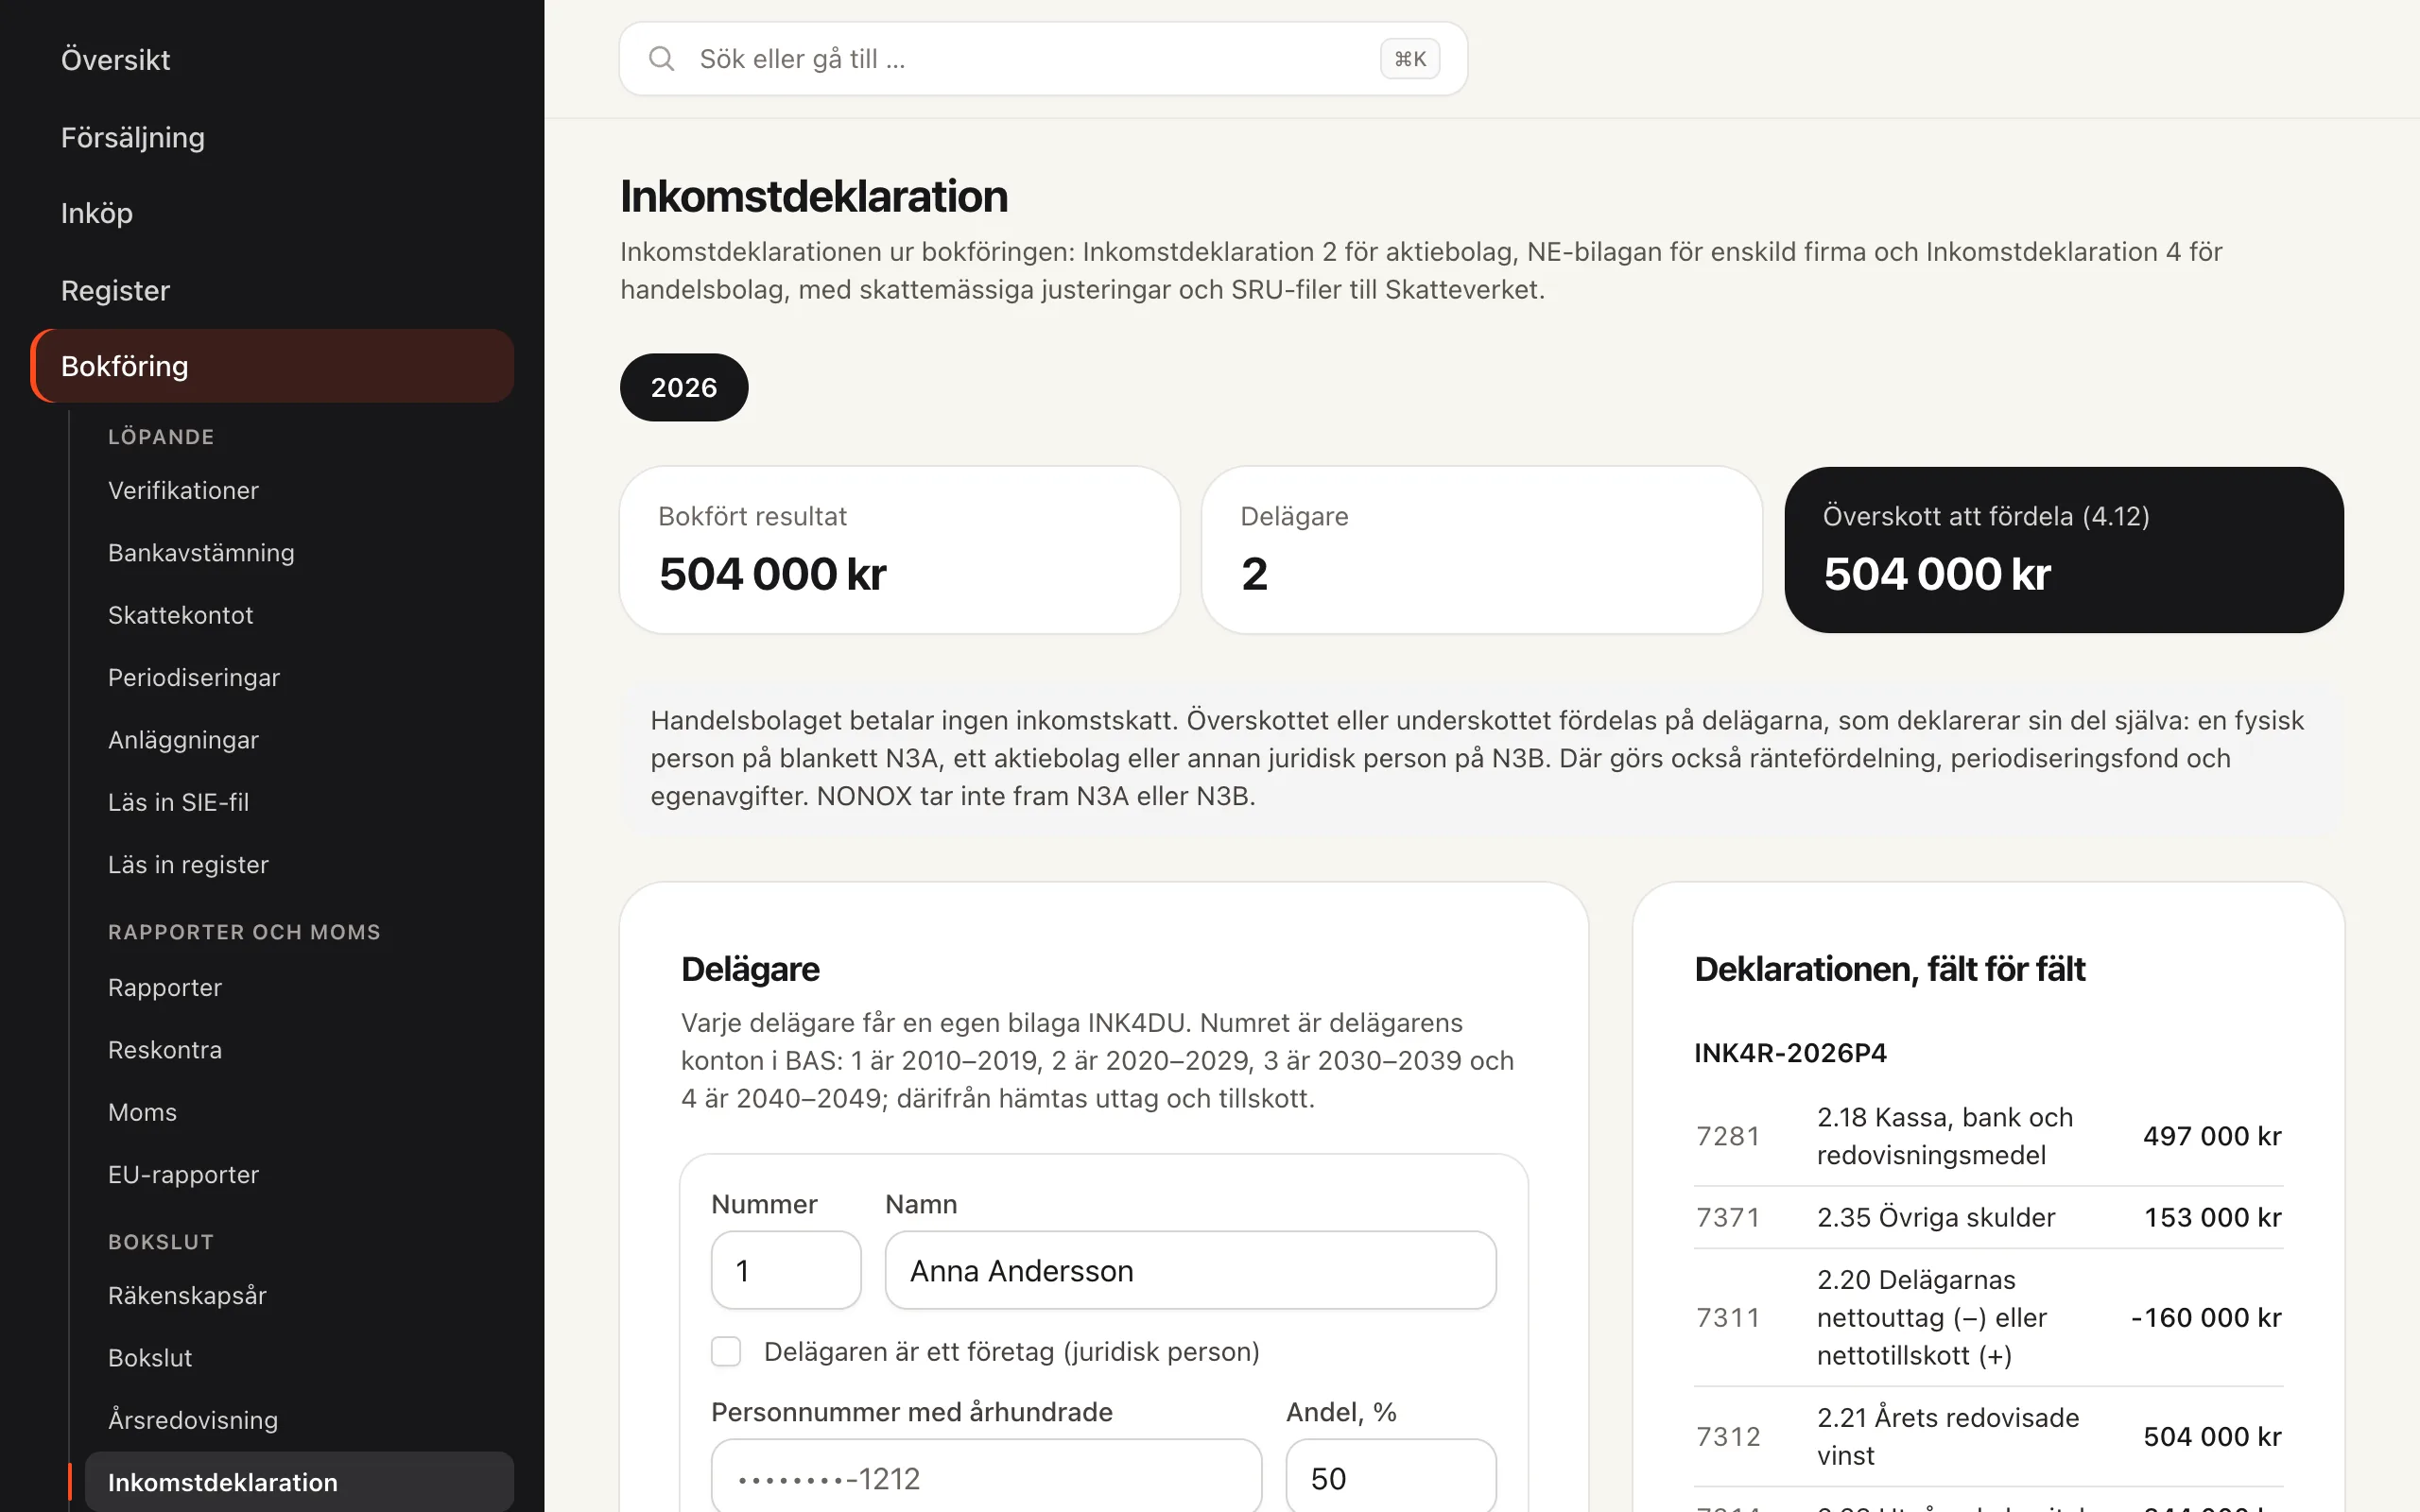 Översikt
Försäljning
Inköp
Register
Bokföring
LÖPANDE
Verifikationer
Bankavstämning
Skattekontot
Periodiseringar
Anläggningar
Läs in SIE-fil
Läs in register
RAPPORTER OCH MOMS
Rapporter
Reskontra
Moms
EU-rapporter
BOKSLUT
Räkenskapsår
Bokslut
Årsredovisning
Inkomstdeklaration
Sök eller gå till ...
⌘K
Inkomstdeklaration
Inkomstdeklarationen ur bokföringen: Inkomstdeklaration 2 för aktiebolag, NE-bilagan för enskild firma och Inkomstdeklaration 4 för
handelsbolag, med skattemässiga justeringar och SRU-filer till Skatteverket.
2026
Bokfört resultat
504 000 kr
Delägare
2
Överskott att fördela (4.12)
504 000 kr
Handelsbolaget betalar ingen inkomstskatt. Överskottet eller underskottet fördelas på delägarna, som deklarerar sin del själva: en fysisk
person på blankett N3A, ett aktiebolag eller annan juridisk person på N3B. Där görs också räntefördelning, periodiseringsfond och
egenavgifter. NONOX tar inte fram N3A eller N3B.
Delägare
Varje delägare får en egen bilaga INK4DU. Numret är delägarens
konton i BAS: 1 är 2010–2019, 2 är 2020–2029, 3 är 2030–2039 och
4 är 2040–2049; därifrån hämtas uttag och tillskott.
Nummer
Namn
1
Anna Andersson
Delägaren är ett företag (juridisk person)
Personnummer med århundrade
Andel, %
••••••••-1212
50
Deklarationen, fält för fält
INK4R-2026P4
7281 2.18 Kassa, bank och
redovisningsmedel 497 000 kr
7371 2.35 Övriga skulder 153 000 kr
2.20 Delägarnas
7311 nettouttag (–) eller -160 000 kr
nettotillskott (+)
7312 2.21 Årets redovisade
vinst 504 000 kr